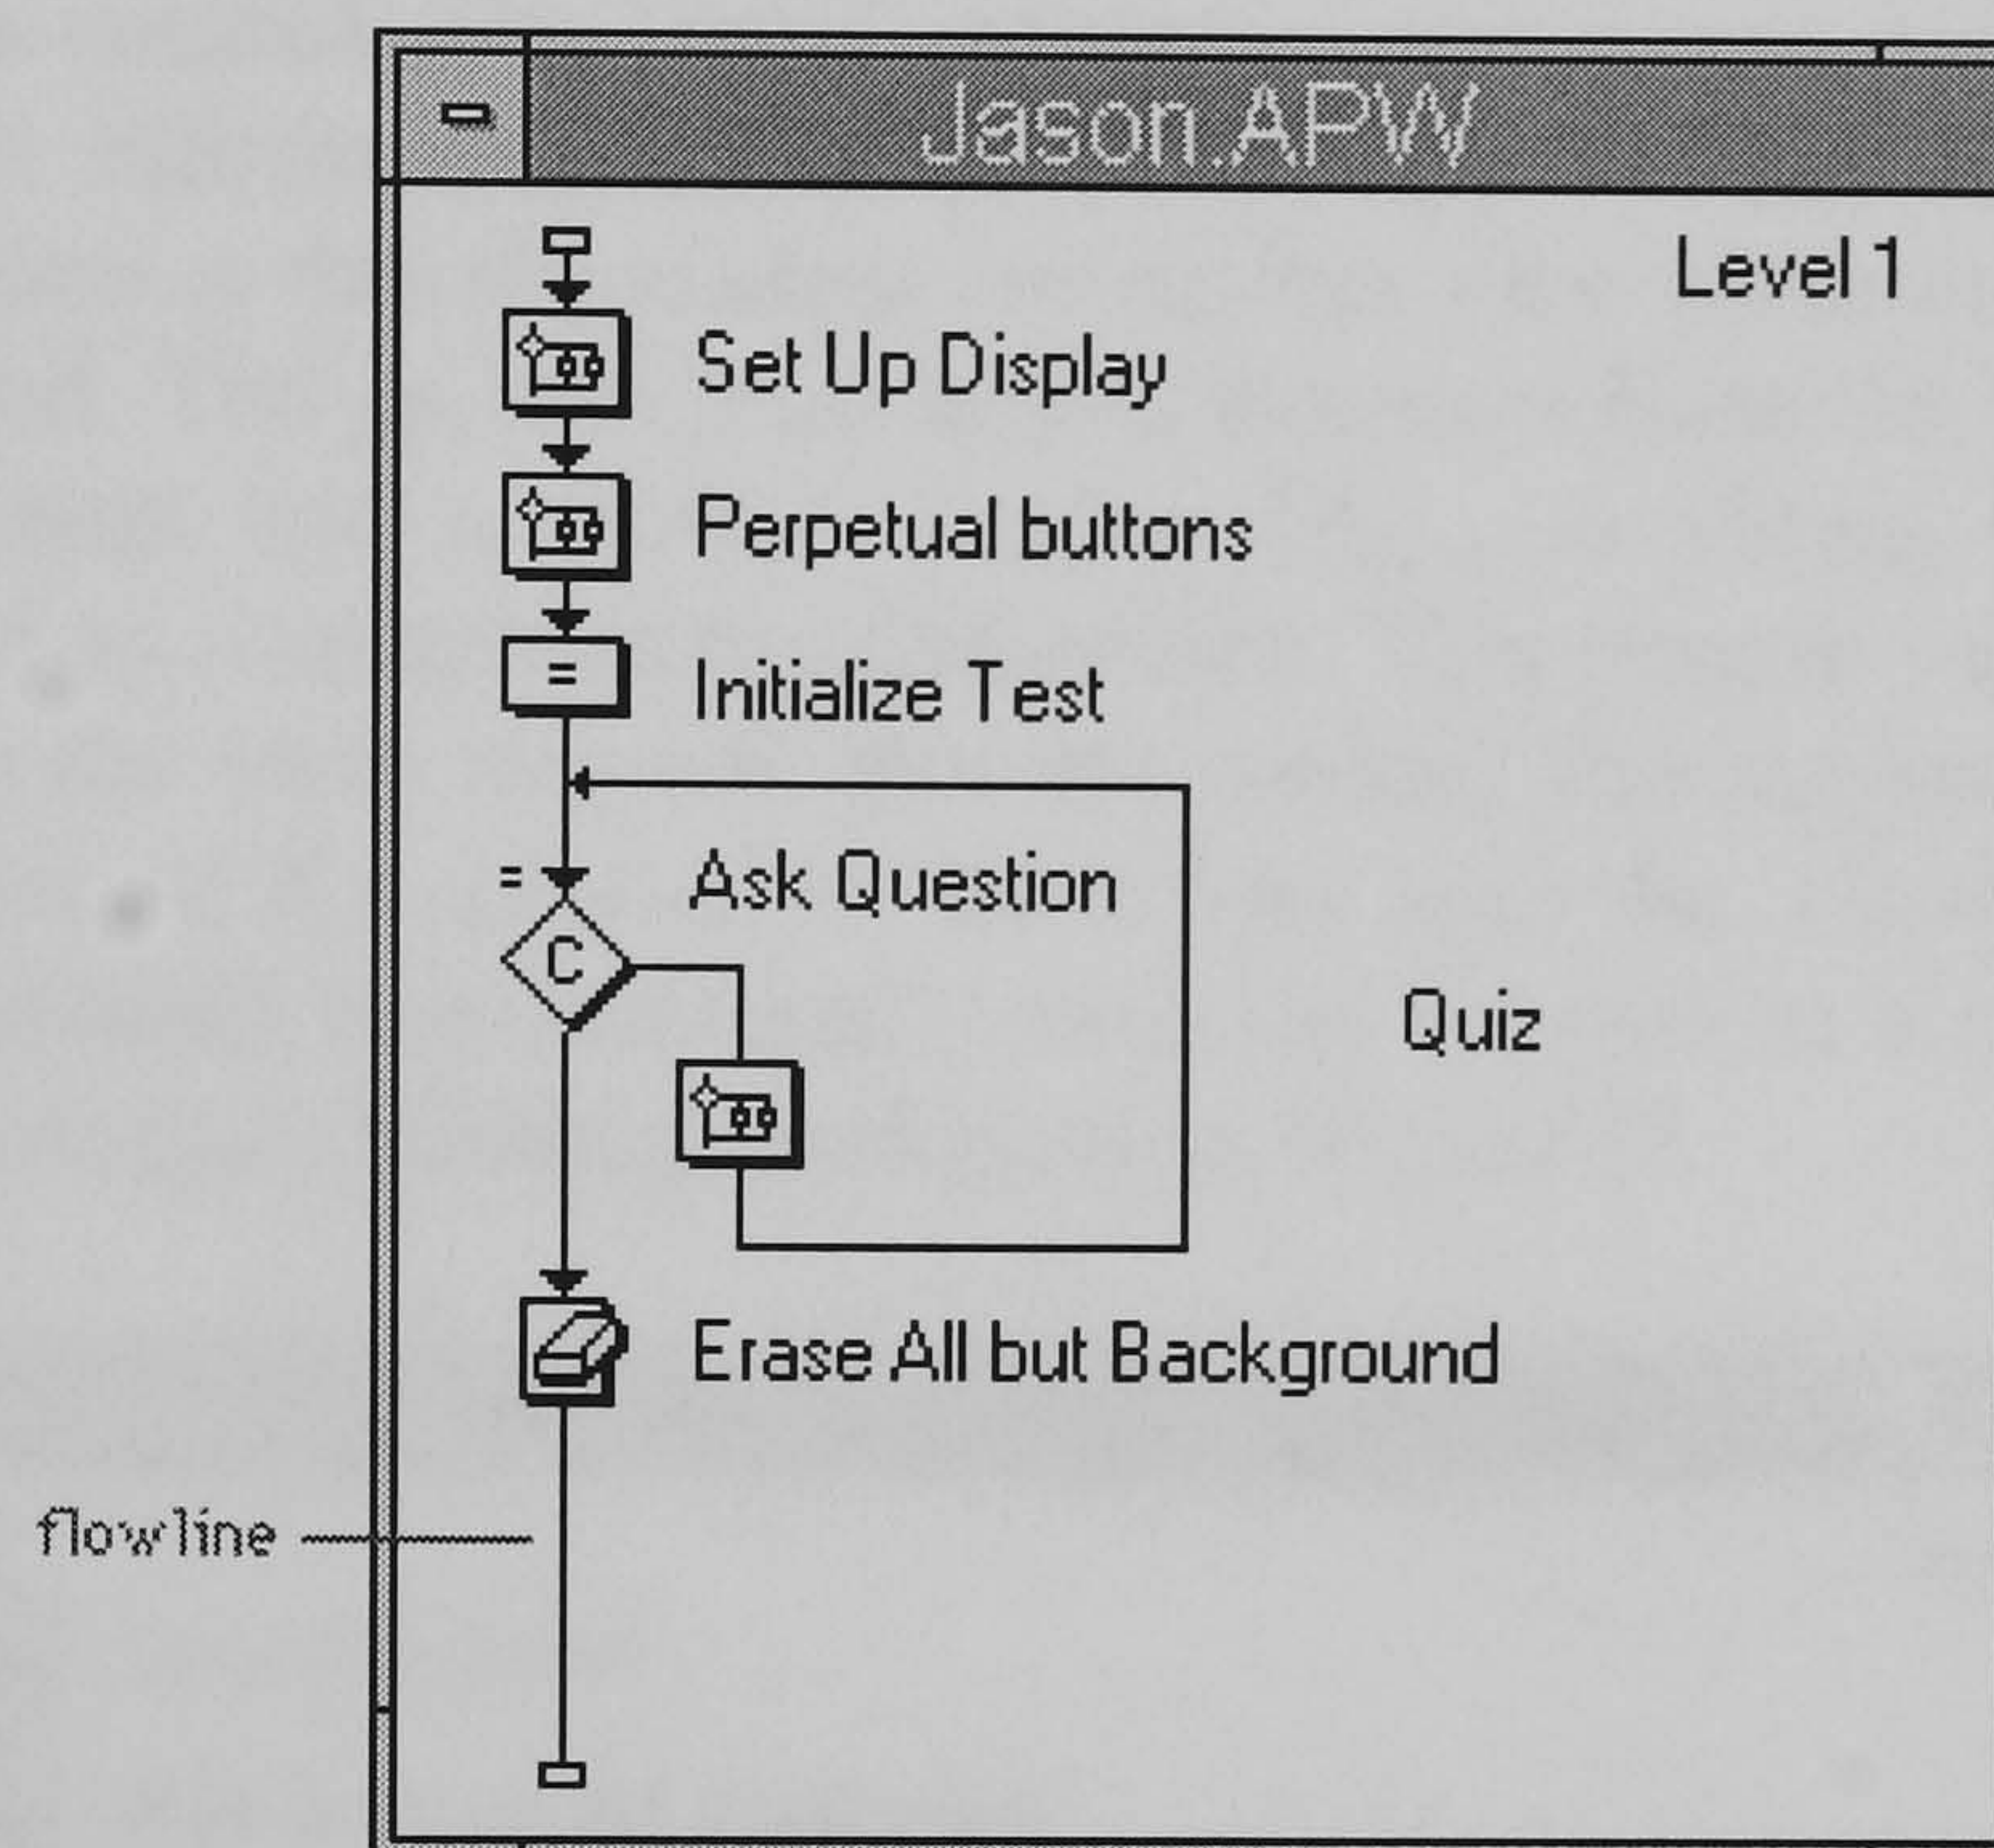 Jason.APW
Level 1
Set Up Display
Perpetual buttons
=
Initialize Test
=
Ask Question
C
Quiz
Erase All but Background
flowline